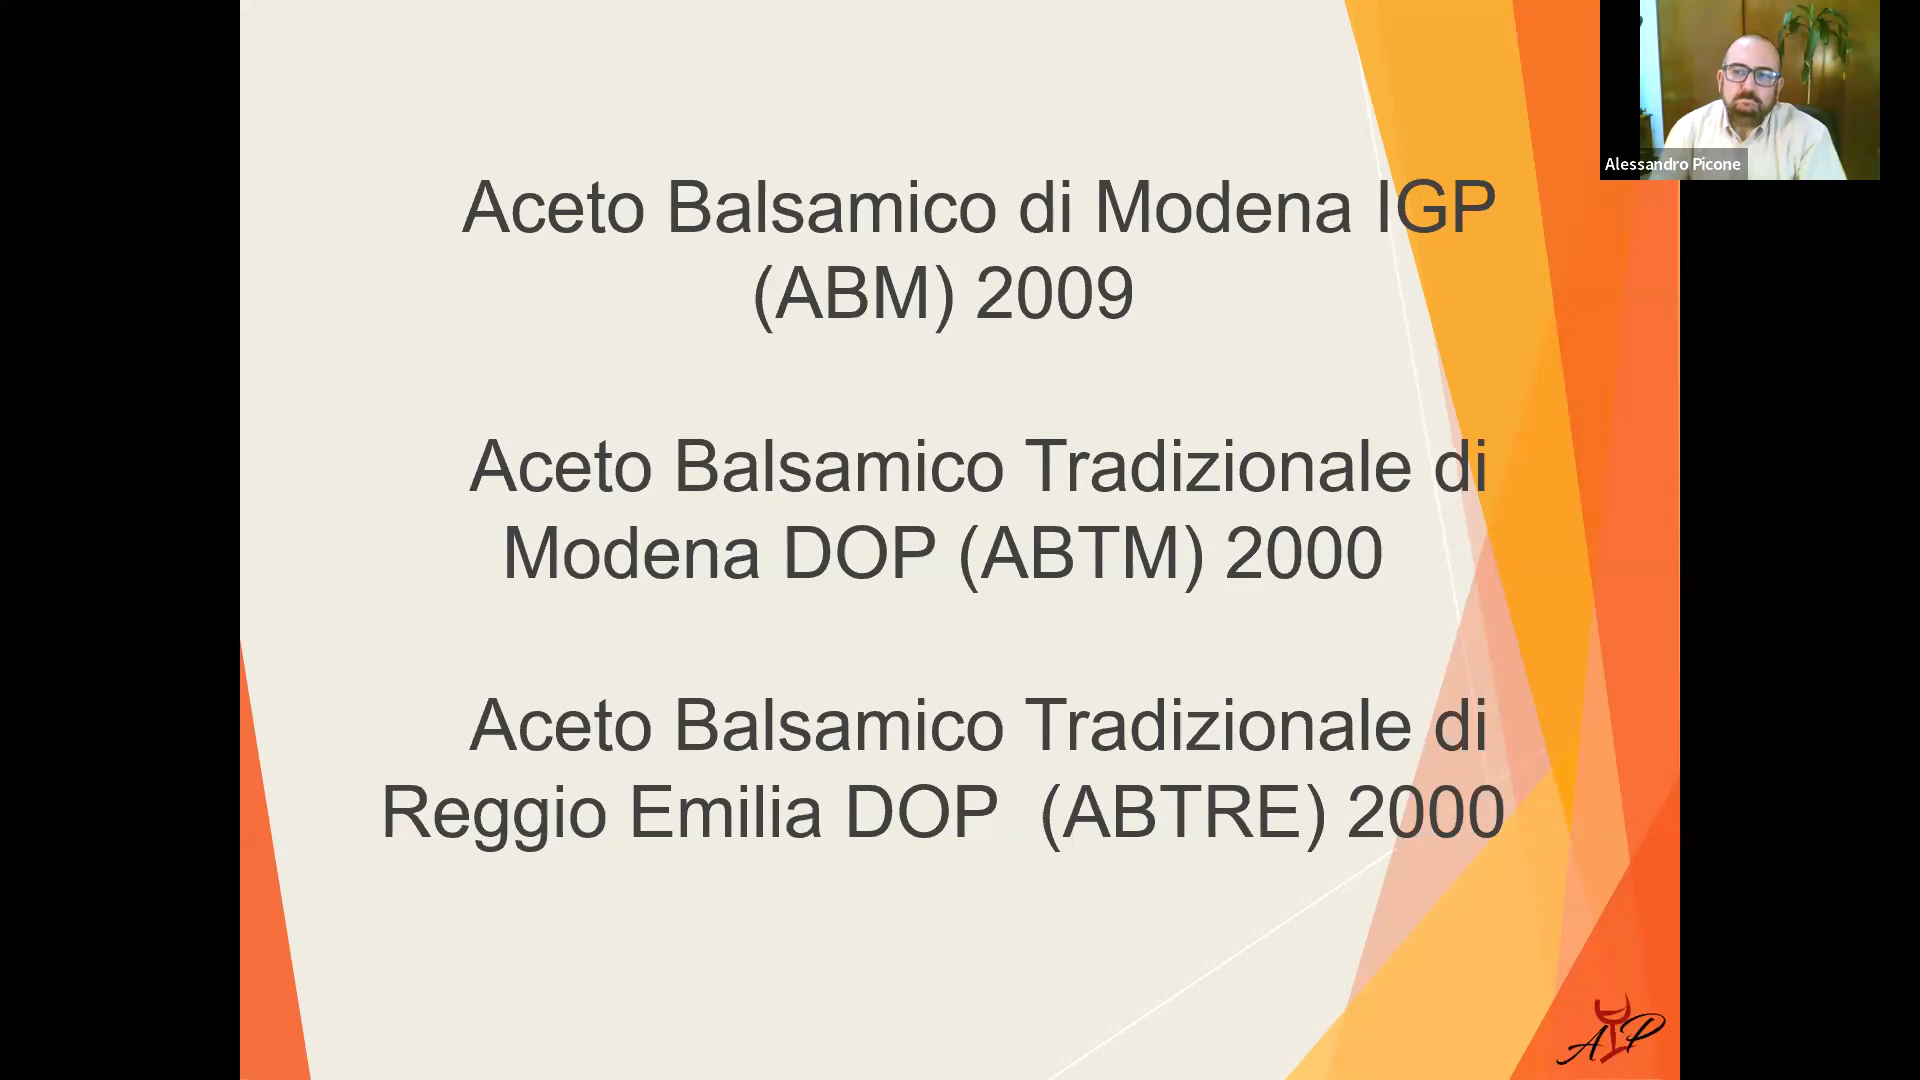 Alessandro Picone
Aceto Balsamico di Modena IGP
(ABM) 2009
Aceto Balsamico Tradizionale di
Modena DOP (ABTM) 2000
Aceto Balsamico Tradizionale di
Reggio Emilia DOP (ABTRE) 2000
AP